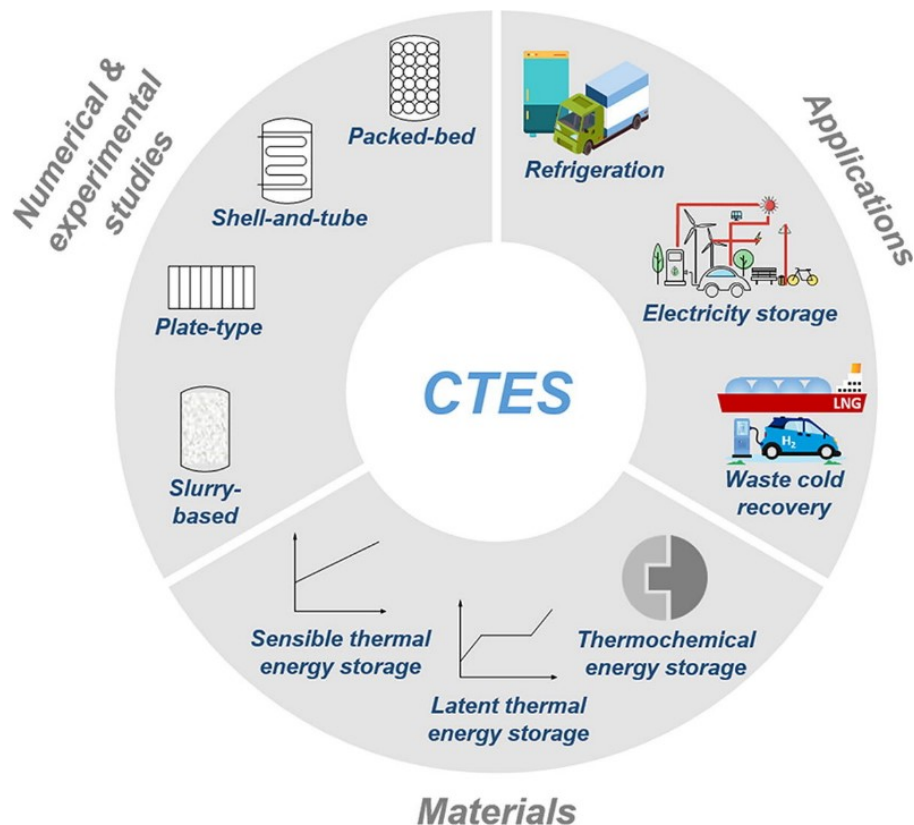 Numerical &
experimental
studies
Packed-bed
Shell-and-tube
Plate-type
Slurry-
based
Applications
Refrigeration
Electricity storage
LNG
H2
Waste cold
recovery
CTES
Sensible thermal
energy storage
Latent thermal
energy storage
Thermochemical
energy storage
Materials